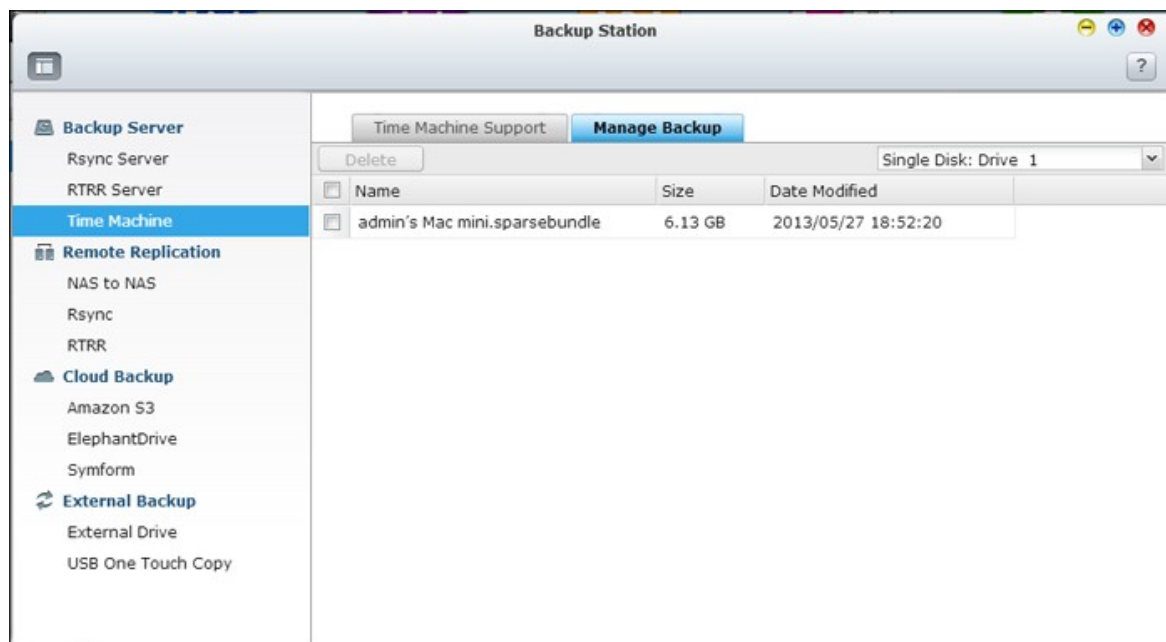 Backup Station
?
Backup Server
Rsync Server
RTRR Server
Time Machine
Remote Replication
NAS to NAS
Rsync
RTRR
Cloud Backup
Amazon S3
ElephantDrive
Symform
External Backup
External Drive
USB One Touch Copy
Time Machine Support Manage Backup
Delete Single Disk: Drive 1
Name Size Date Modified
admin´s Mac mini.sparsebundle 6.13 GB 2013/05/27 18:52:20